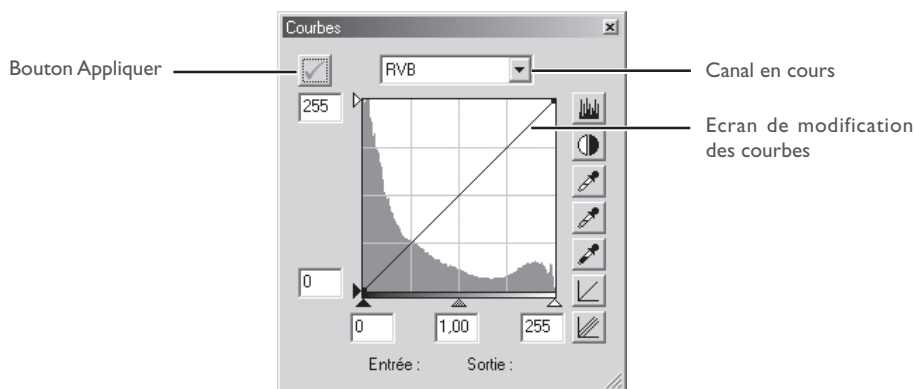 Courbes
Bouton Appliquer
RVB
Canal en cours
255
Ecran de modification
des courbes
0
0
1,00
255
Entrée :
Sortie :